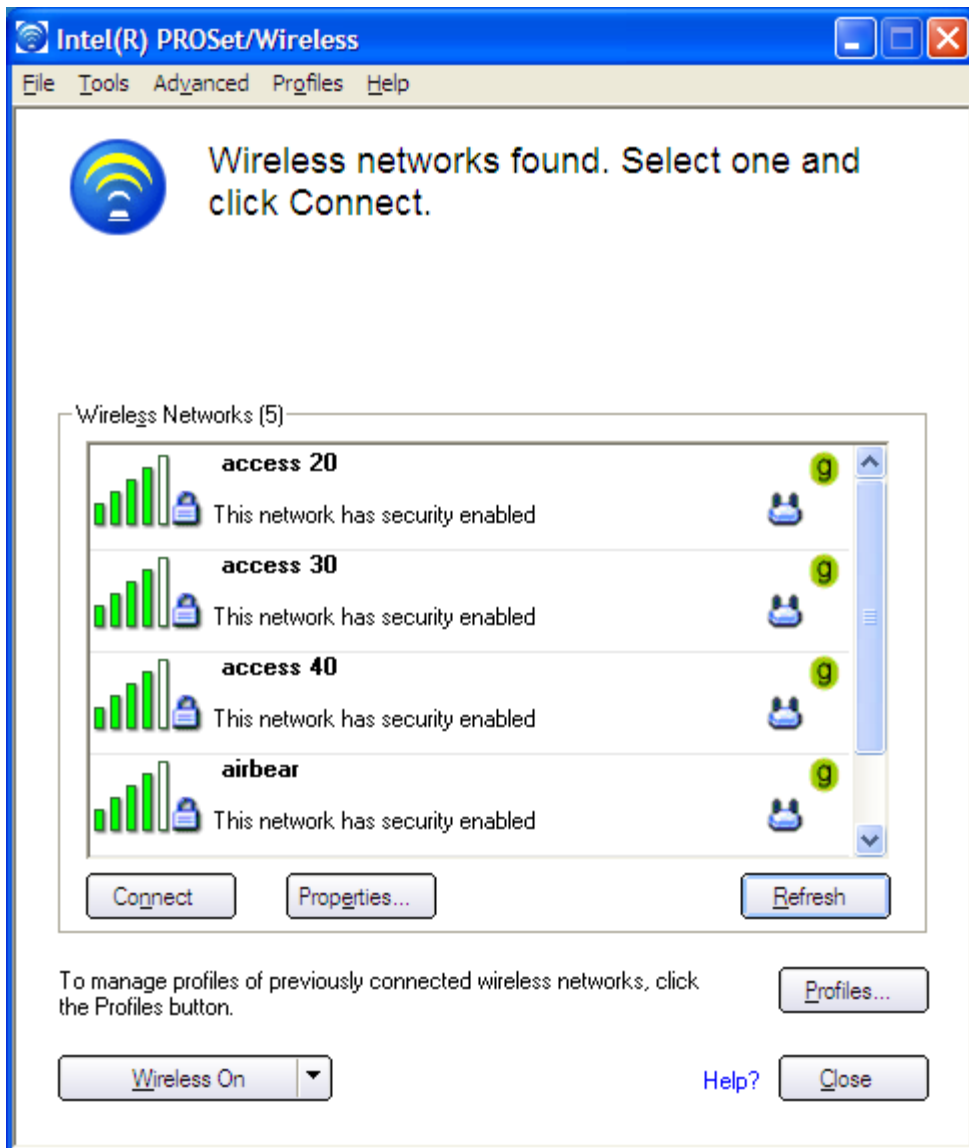 Intel(R) PROSet/Wireless
File Tools Advanced Profiles Help
Wireless networks found. Select one and
click Connect.
Wireless Networks (5)
access 20
g
This network has security enabled
access 30
g
This network has security enabled
access 40
g
This network has security enabled
airbear
g
This network has security enabled
Connect Properties... Refresh
To manage profiles of previously connected wireless networks, click
the Profiles button.
Profiles...
Wireless On Help? Close